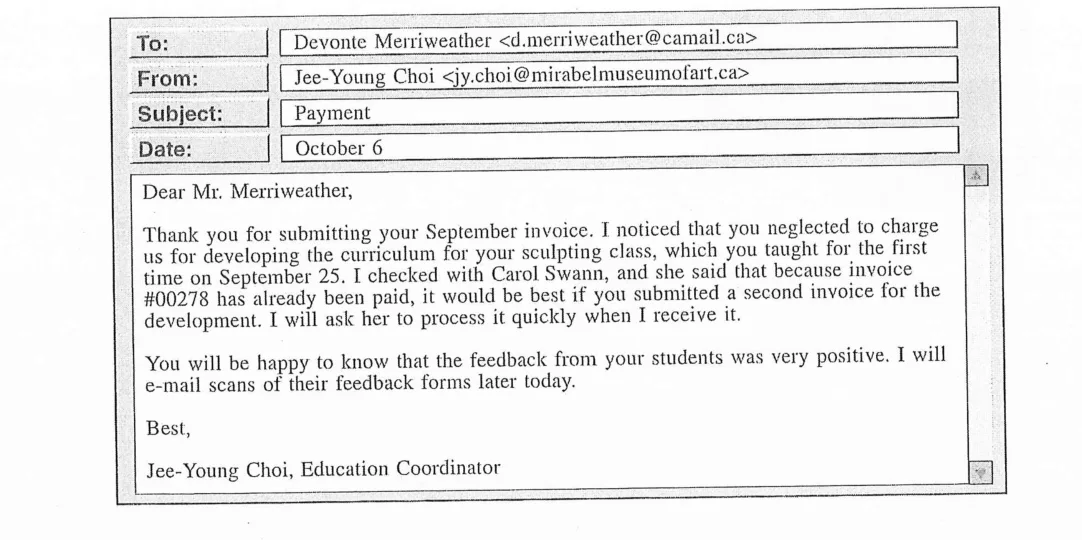 To: Devonte Merriweather <d.merriweather@camail.ca>
From: Jee-Young Choi <jy.choi@mirabelmuseumofart.ca>
Subject: Payment
Date: October 6
Dear Mr. Merriweather,
Thank you for submitting your September invoice. I noticed that you neglected to charge
us for developing the curriculum for your sculpting class, which you taught for the first
time on September 25. I checked with Carol Swann, and she said that because invoice
#00278 has already been paid, it would be best if you submitted a second invoice for the
development. I will ask her to process it quickly when I receive it.
You will be happy to know that the feedback from your students was very positive. I will
e-mail scans of their feedback forms later today.
Best,
Jee-Young Choi, Education Coordinator